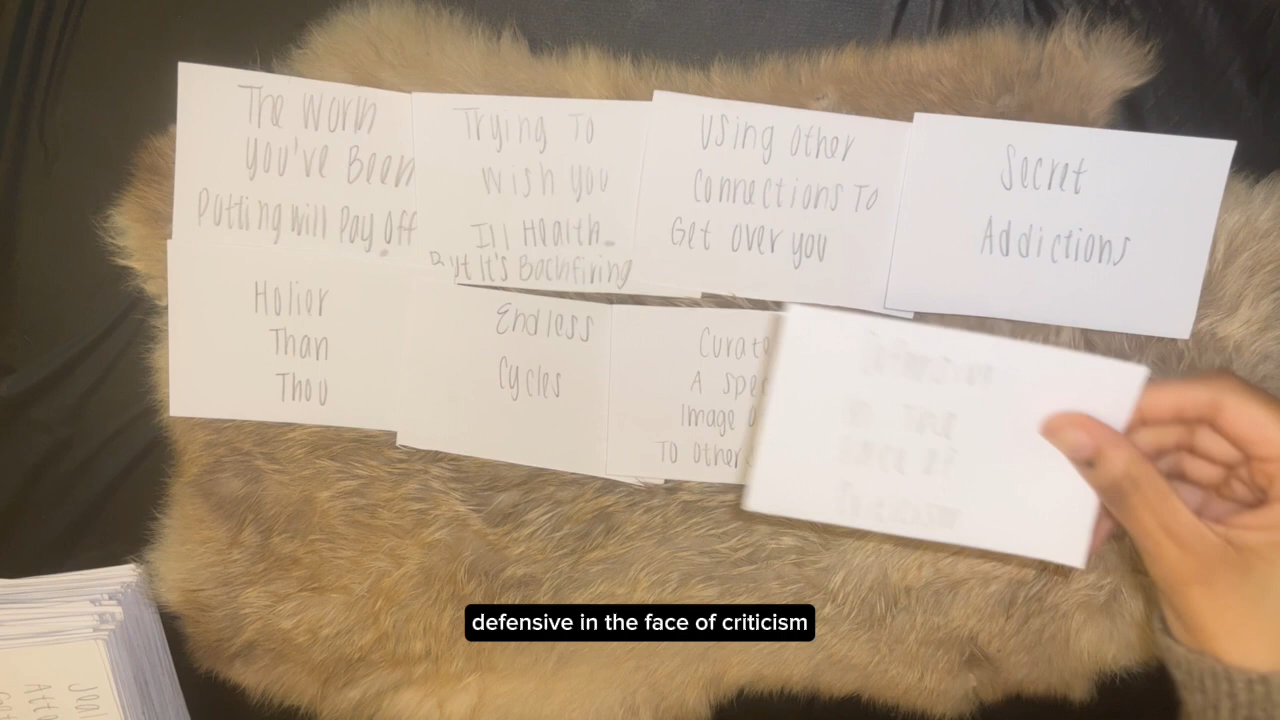 The Worh
you've Been
Putting will Pay Off.
Trying To
Wish you
Ill Health.
But It's Backfiring
Using Other
Connections To
Get over you
Secret
Addictions
Holier
Than
Thou
Endless
Cycles
Curate
A Spe
Image
To Other
defensive in the face of criticism